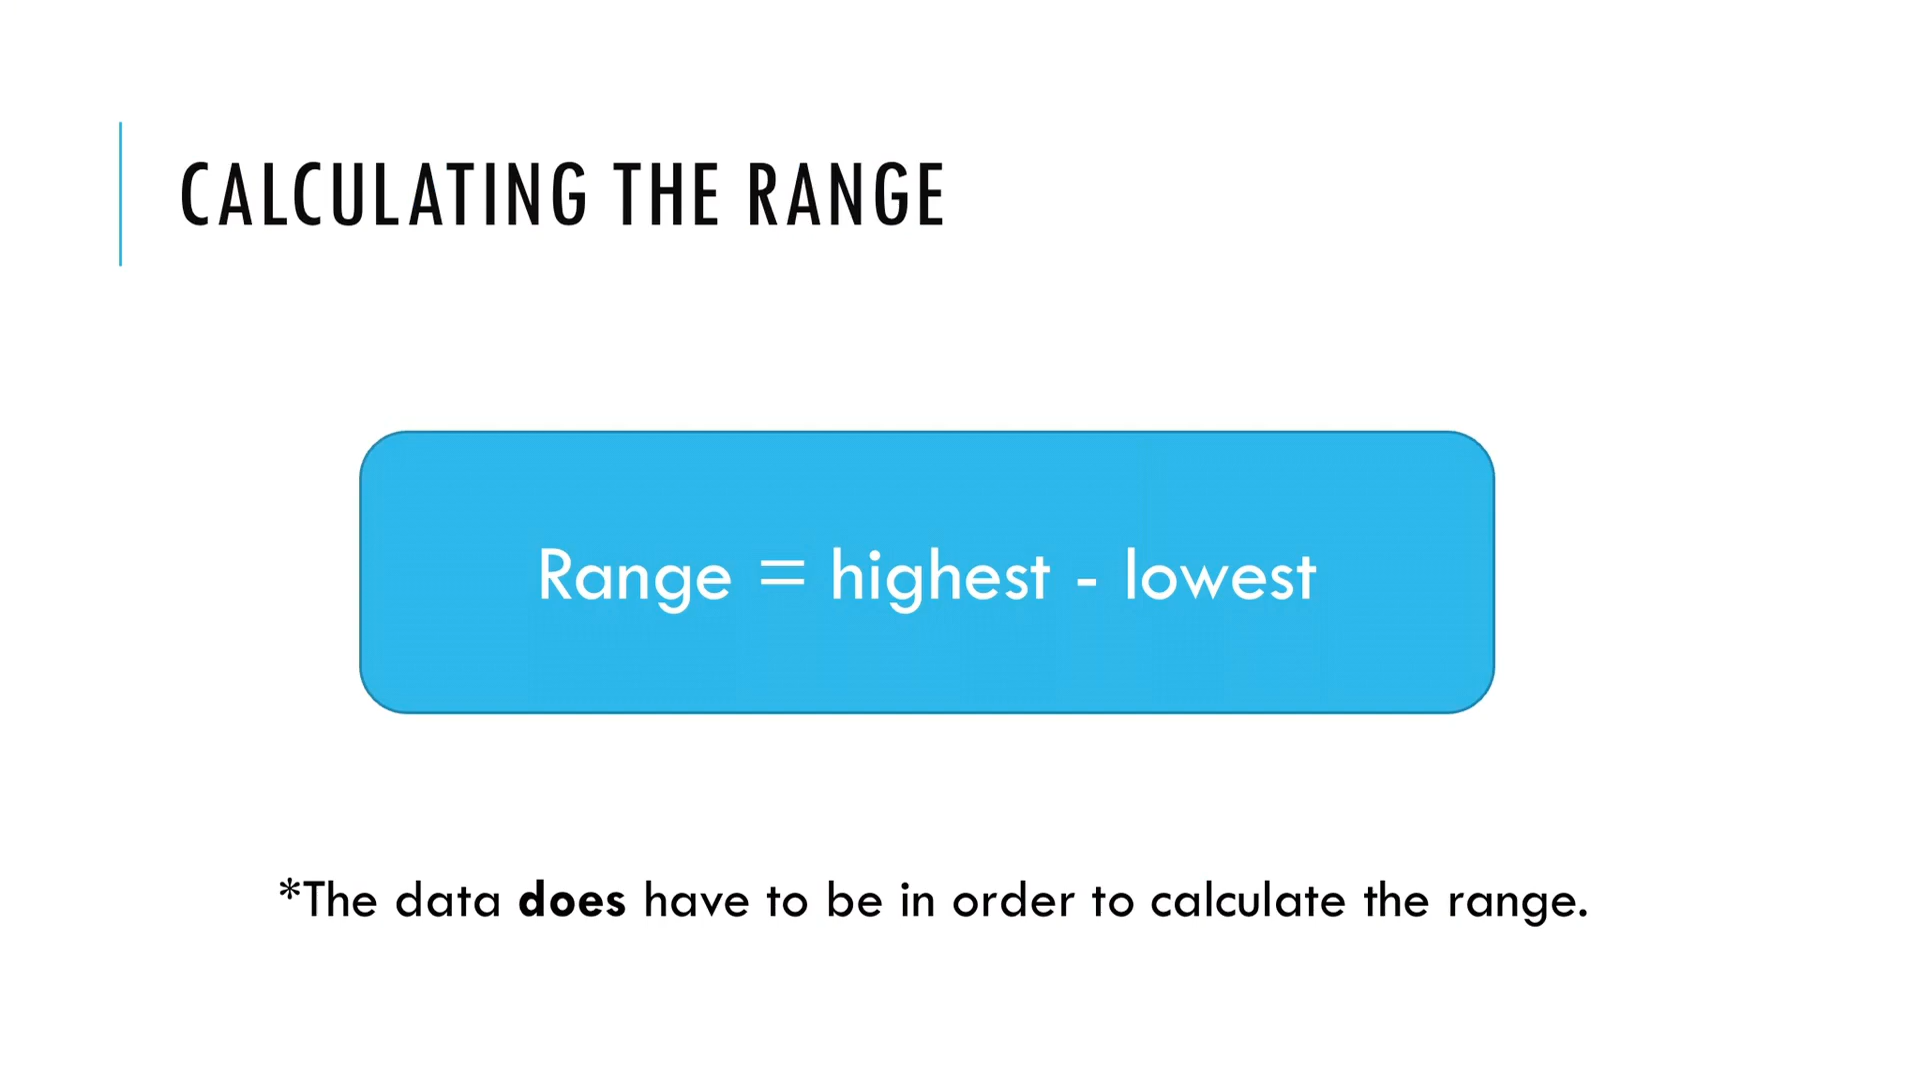 CALCULATING THE RANGE
Range = highest - lowest
*The data does have to be in order to calculate the range.